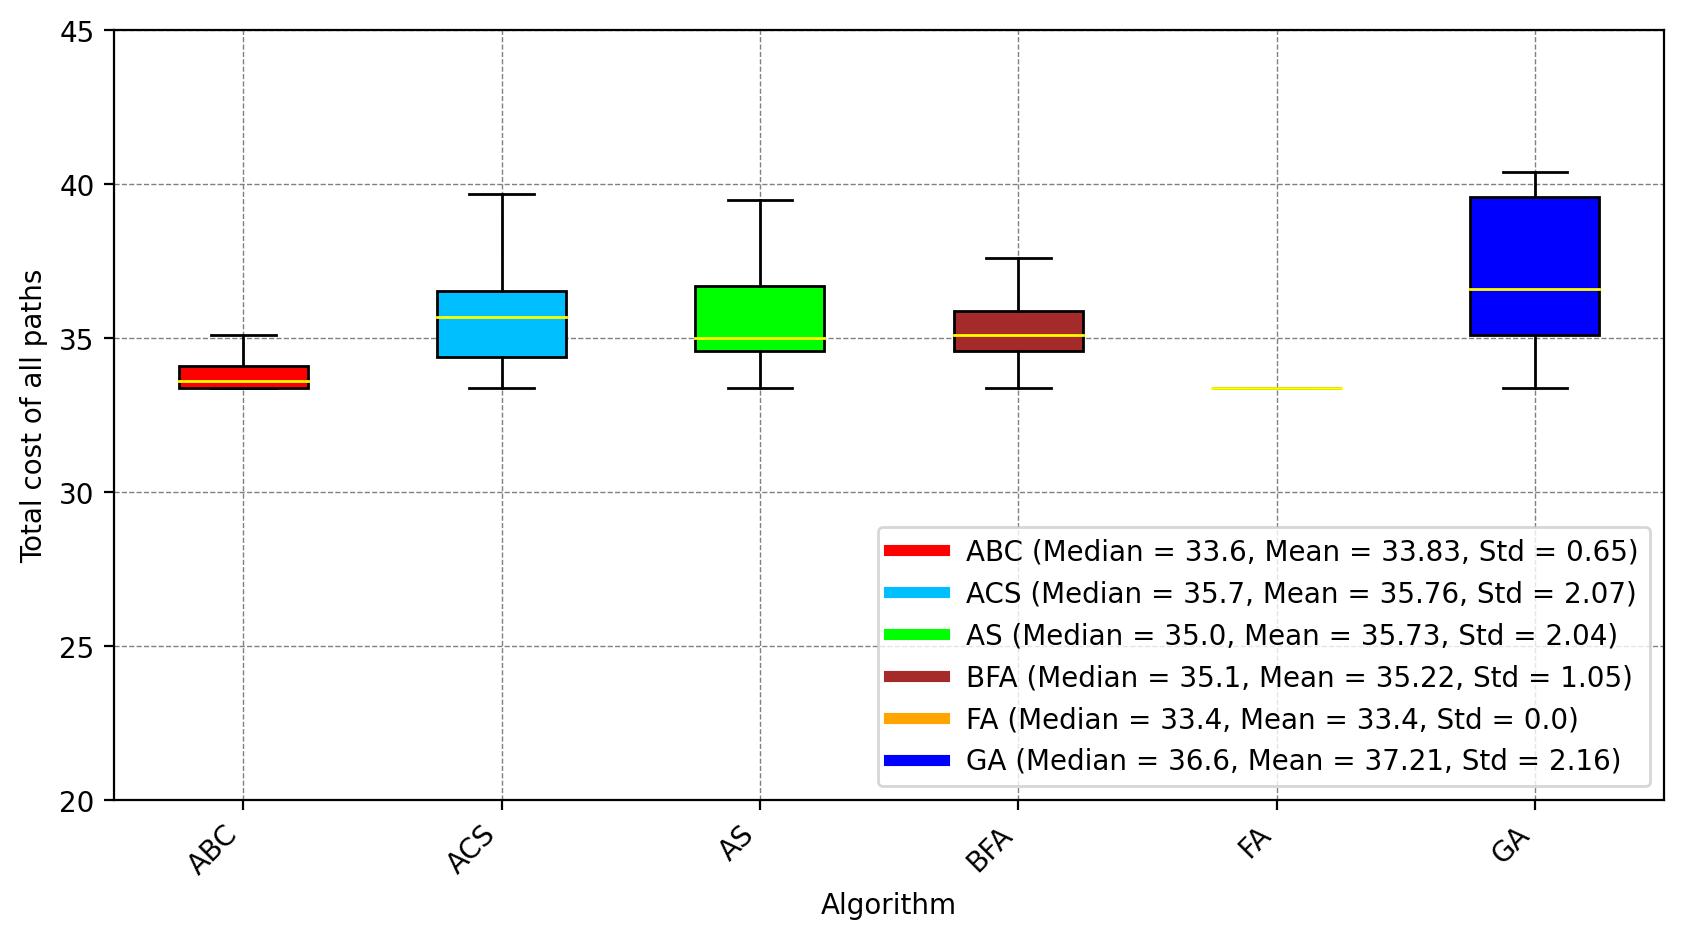 45
40
35
30
25
20
Total cost of all paths
ABC (Median = 33.6, Mean = 33.83, Std = 0.65)
ACS (Median = 35.7, Mean = 35.76, Std = 2.07)
AS (Median = 35.0, Mean = 35.73, Std = 2.04)
BFA (Median = 35.1, Mean = 35.22, Std = 1.05)
FA (Median = 33.4, Mean = 33.4, Std = 0.0)
GA (Median = 36.6, Mean = 37.21, Std = 2.16)
ABC
ACS
AS
BFA
FA
GA
Algorithm